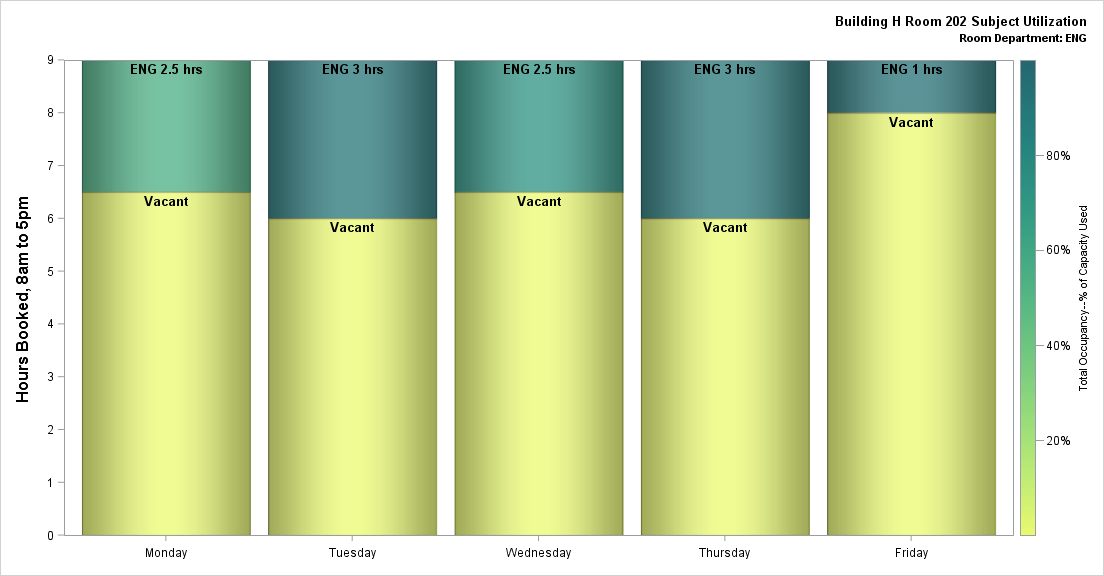 Building H Room 202 Subject Utilization
Room Department: ENG
Hours Booked, 8am to 5pm
9
8
7
6
5
4
3
2
1
0
ENG 2.5 hrs
ENG 3 hrs
ENG 2.5 hrs
ENG 3 hrs
ENG 1 hrs
Vacant
Vacant
Vacant
Vacant
Vacant
Monday
Tuesday
Wednesday
Thursday
Friday
80%
60%
40%
20%
Total Occupancy--% of Capacity Used